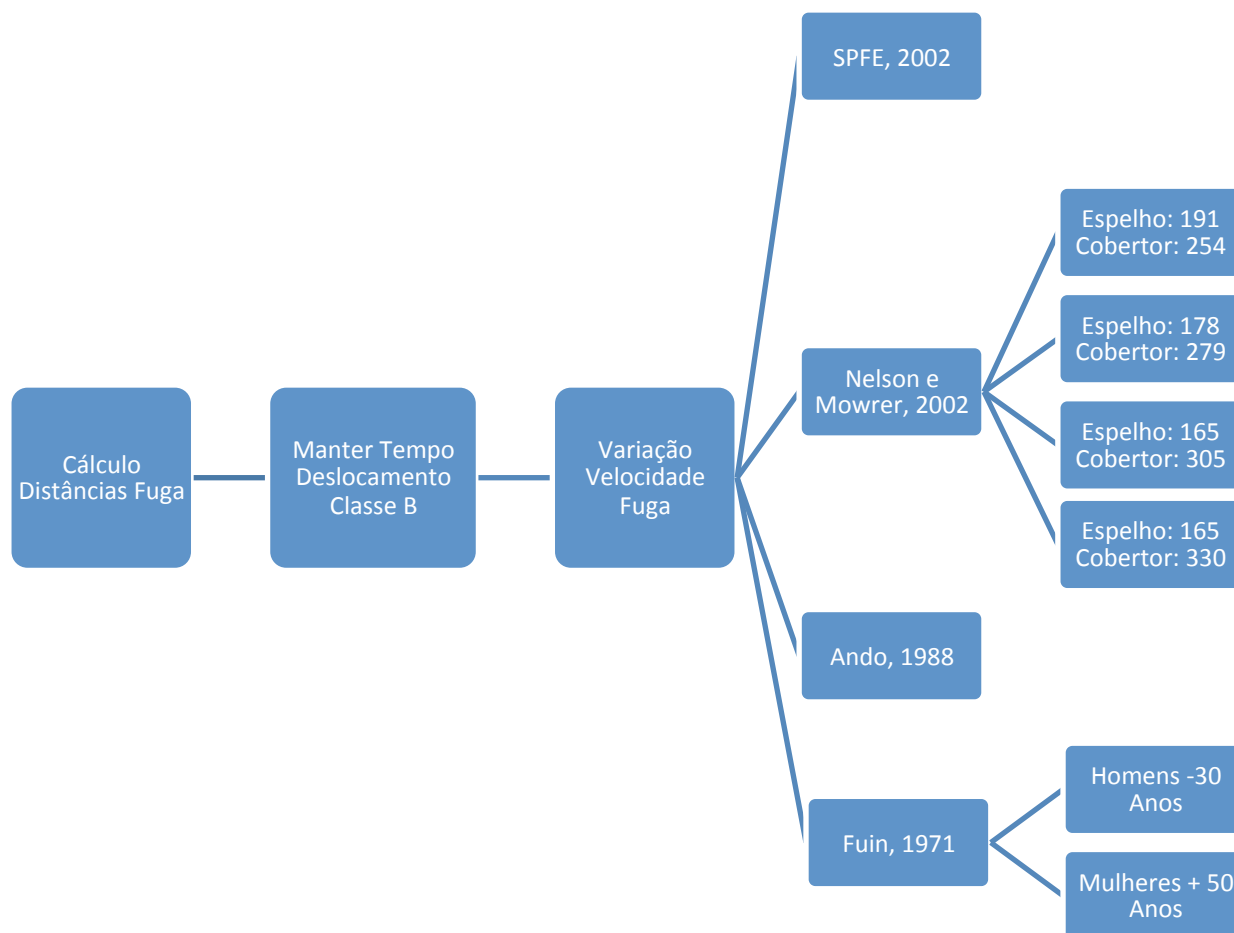 Cálculo
Distâncias Fuga
Manter Tempo
Deslocamento
Classe B
Variação
Velocidade
Fuga
SPFE, 2002
Nelson e
Mowrer, 2002
Espelho: 191
Cobertor: 254
Espelho: 178
Cobertor: 279
Espelho: 165
Cobertor: 305
Espelho: 165
Cobertor: 330
Ando, 1988
Fuin, 1971
Homens -30
Anos
Mulheres + 50
Anos